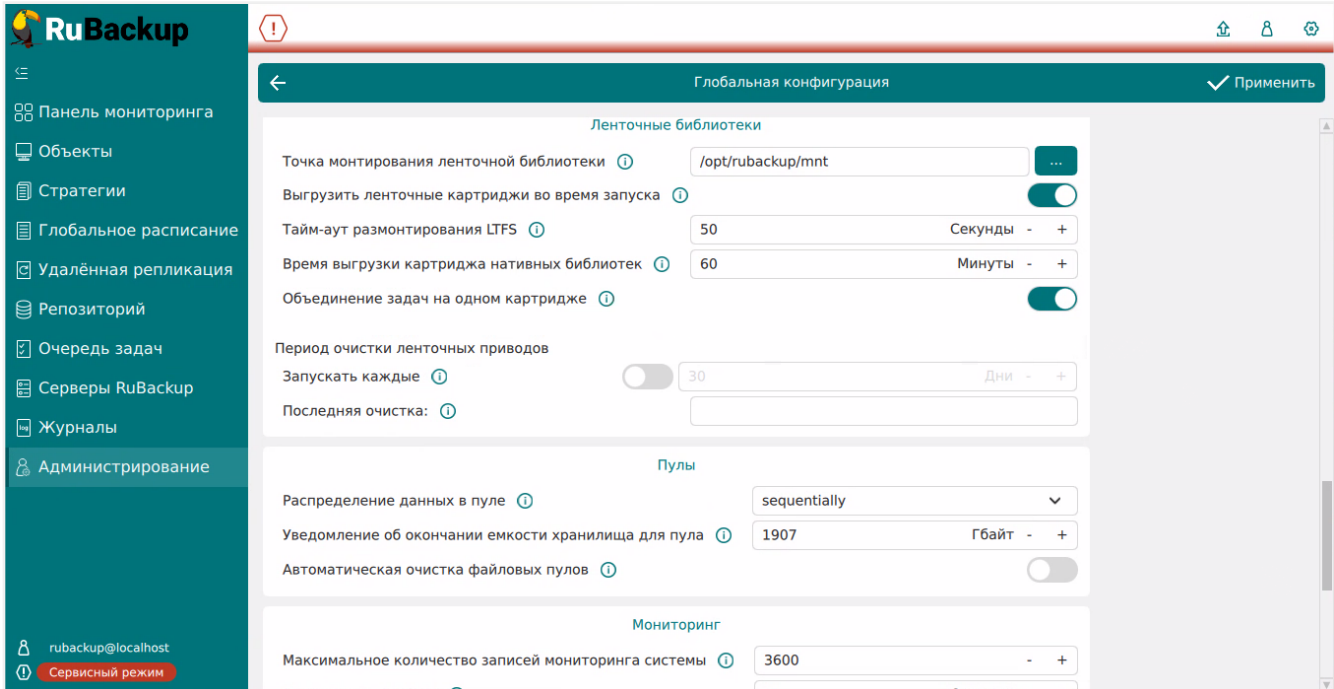 RuBackup
Глобальная конфигурация
Применить
Панель мониторинга
Объекты
Стратегии
Глобальное расписание
Удалённая репликация
Репозиторий
Очередь задач
Серверы RuBackup
Журналы
Администрирование
rubackup@localhost
Сервисный режим
Ленточные библиотеки
Точка монтирования ленточной библиотеки /opt/rubackup/mnt ...
Выгрузить ленточные картриджи во время запуска
Тайм-аут размонтирования LTFS 50 Секунды - +
Время выгрузки картриджа нативных библиотек 60 Минуты - +
Объединение задач на одном картридже
Период очистки ленточных приводов
Запускать каждые 30 Дни - +
Последняя очистка:
Пулы
Распределение данных в пуле sequentially
Уведомление об окончании емкости хранилища для пула 1907 Гбайт - +
Автоматическая очистка файловых пулов
Мониторинг
Максимальное количество записей мониторинга системы 3600 - +